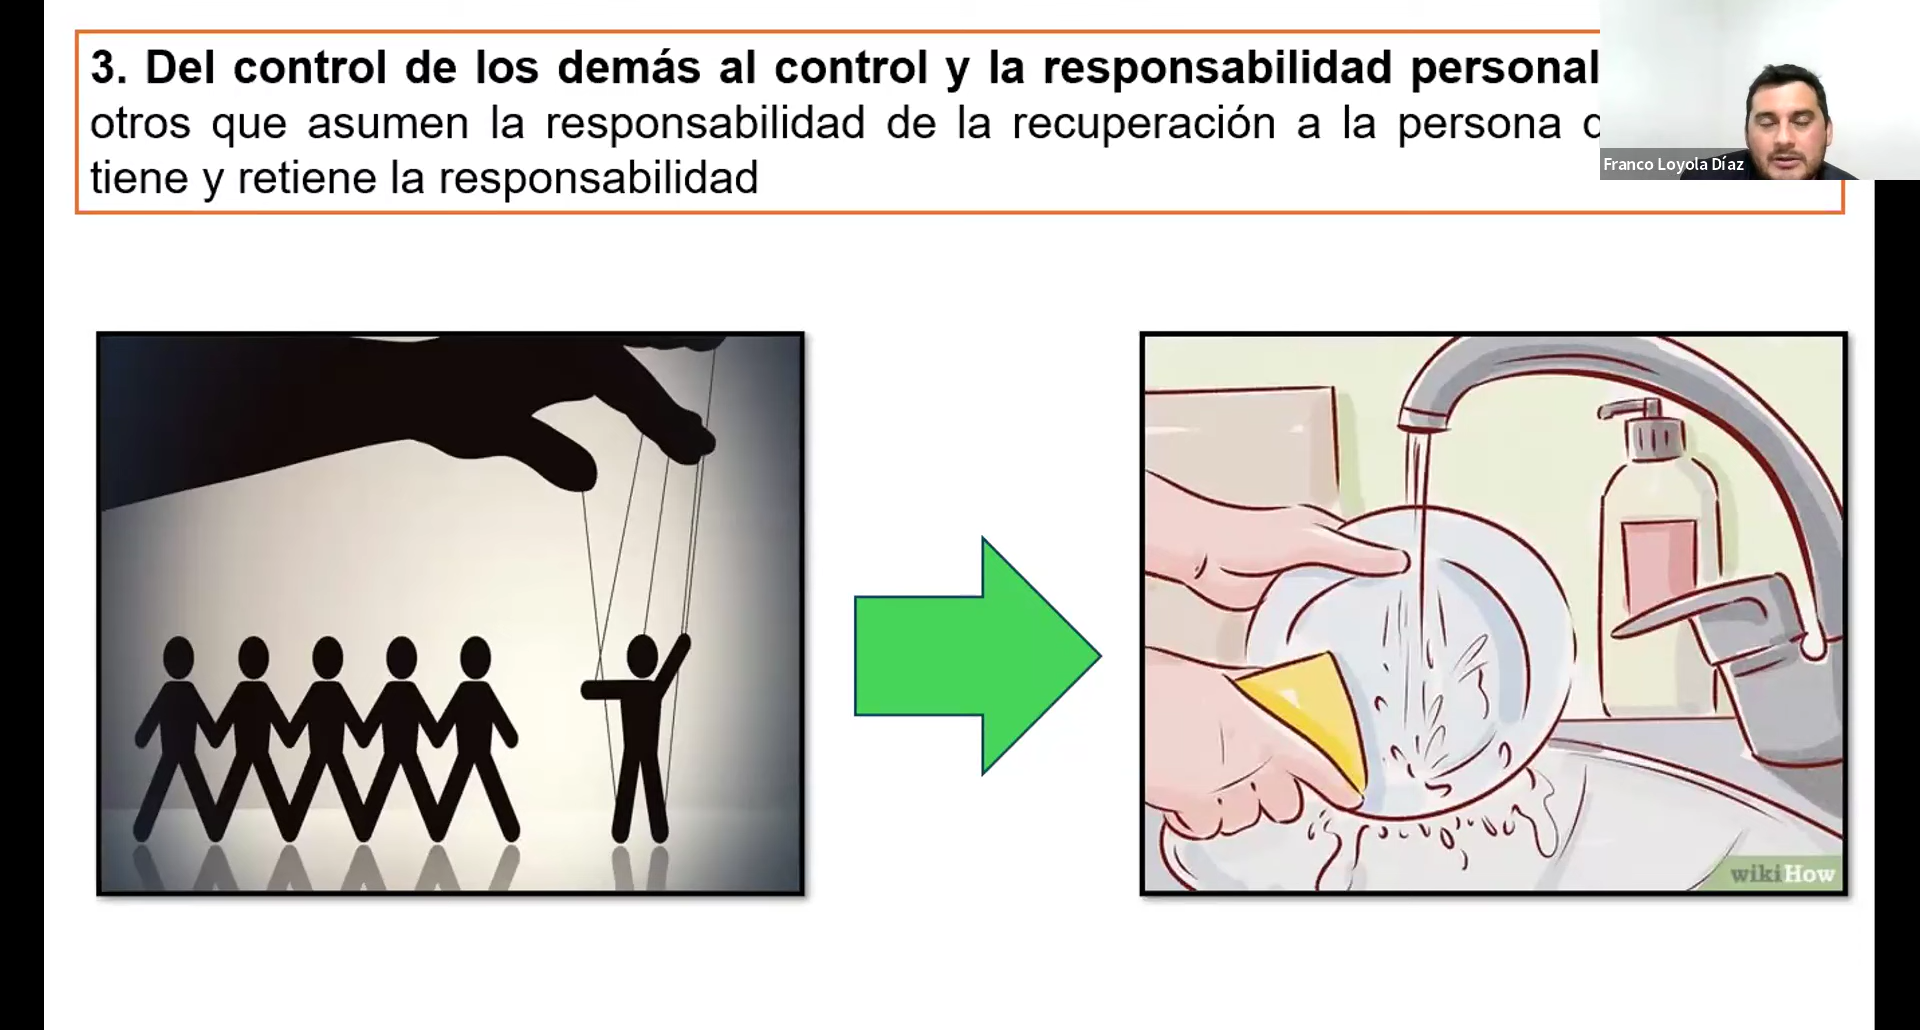 3. Del control de los demás al control y la responsabilidad personal
otros que asumen la responsabilidad de la recuperación a la persona
tiene y retiene la responsabilidad
Franco Loyola Díaz
wikiHow